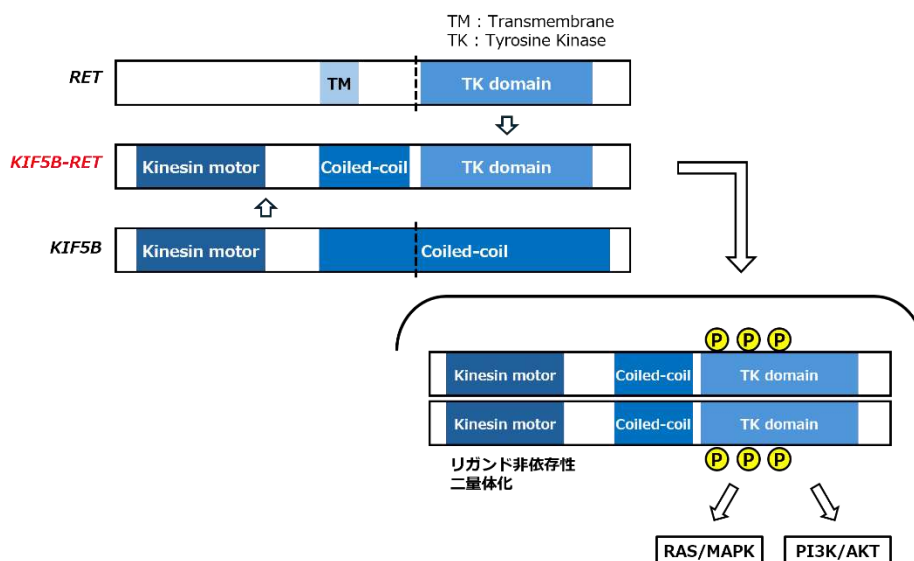 TM : Transmembrane
TK : Tyrosine Kinase
RET
TM
TK domain
KIF5B-RET
Kinesin motor
Coiled-coil
TK domain
KIF5B
Kinesin motor
Coiled-coil
P P P
Kinesin motor
Coiled-coil
TK domain
Kinesin motor
Coiled-coil
TK domain
P P P
リガンド非依存性
二量体化
RAS/MAPK
PI3K/AKT